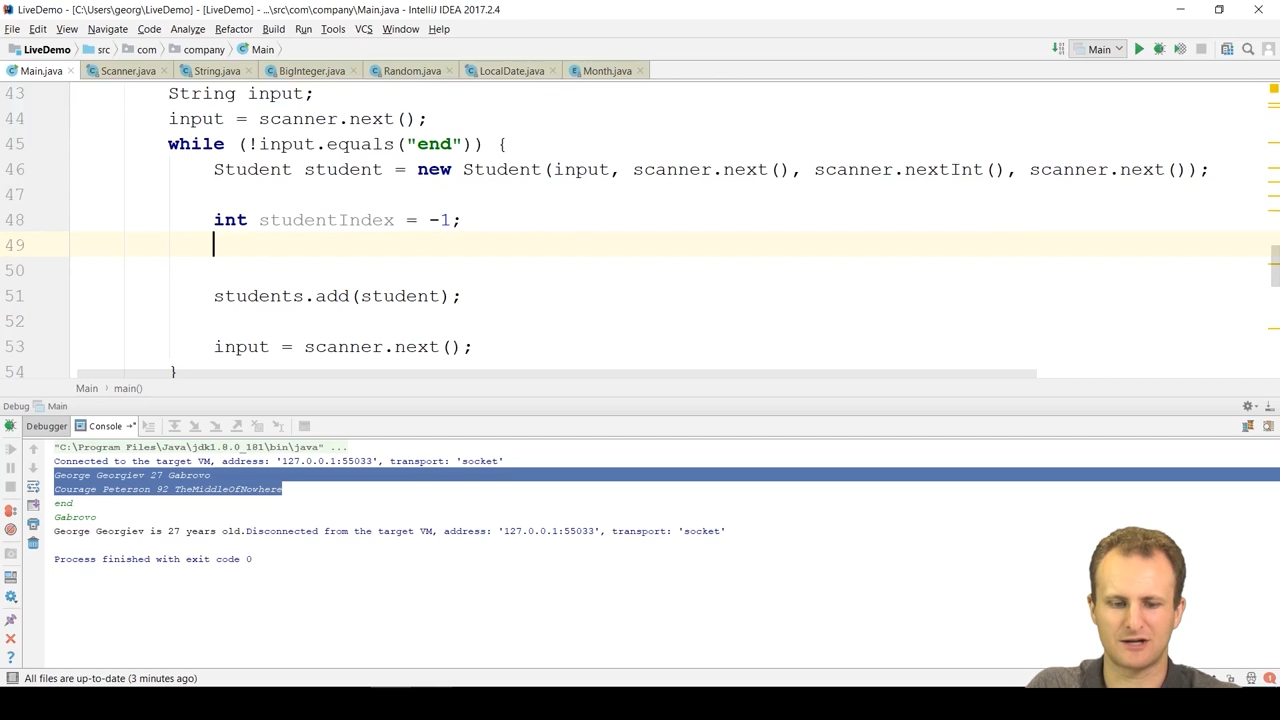 LiveDemo - [C:\Users\georg\LiveDemo] - [LiveDemo] - ...\src\com\company\Main.java - IntelliJ IDEA 2017.2.4
File Edit View Navigate Code Analyze Refactor Build Run Tools VCS Window Help
LiveDemo src com company Main Main
Main.java Scanner.java String.java BigInteger.java Random.java LocalDate.java Month.java
43 String input;
44 input = scanner.next();
45 while (!input.equals("end")) {
46 Student student = new Student(input, scanner.next(), scanner.nextInt(), scanner.next());
47
48 int studentIndex = -1;
49
50
51 students.add(student);
52
53 input = scanner.next();
54 }
Main main()
Debug Main
Debugger Console
"C:\Program Files\Java\jdk1.8.0_181\bin\java" ...
Connected to the target VM, address: '127.0.0.1:55033', transport: 'socket'
George Georgiev 27 Gabrovo
Courage Peterson 92 TheMiddleOfNowhere
end
Gabrovo
George Georgiev is 27 years old.Disconnected from the target VM, address: '127.0.0.1:55033', transport: 'socket'
Process finished with exit code 0
All files are up-to-date (3 minutes ago)